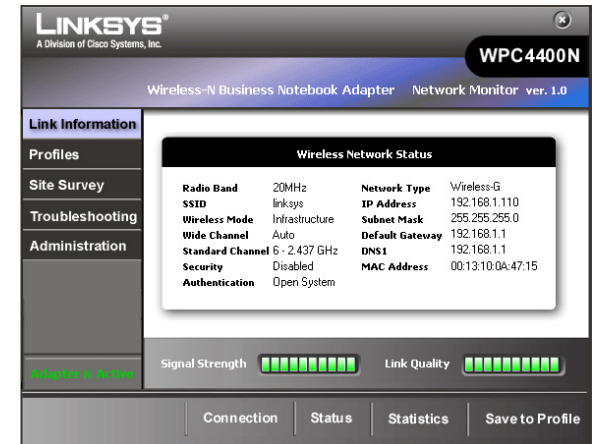 LINKSYS®
A Division of Cisco Systems, Inc.
WPC4400N
Wireless-N Business Notebook Adapter Network Monitor ver. 1.0
Link Information
Profiles
Site Survey
Troubleshooting
Administration
Wireless Network Status
Radio Band 20MHz
SSID linksys
Wireless Mode Infrastructure
Wide Channel Auto
Standard Channel 6 - 2.437 GHz
Security Disabled
Authentication Open System
Network Type Wireless-G
IP Address 192.168.1.110
Subnet Mask 255.255.255.0
Default Gateway 192.168.1.1
DNS1 192.168.1.1
MAC Address 00:13:10:0A:47:15
Adapter is Active
Signal Strength
Link Quality
Connection Status Statistics Save to Profile